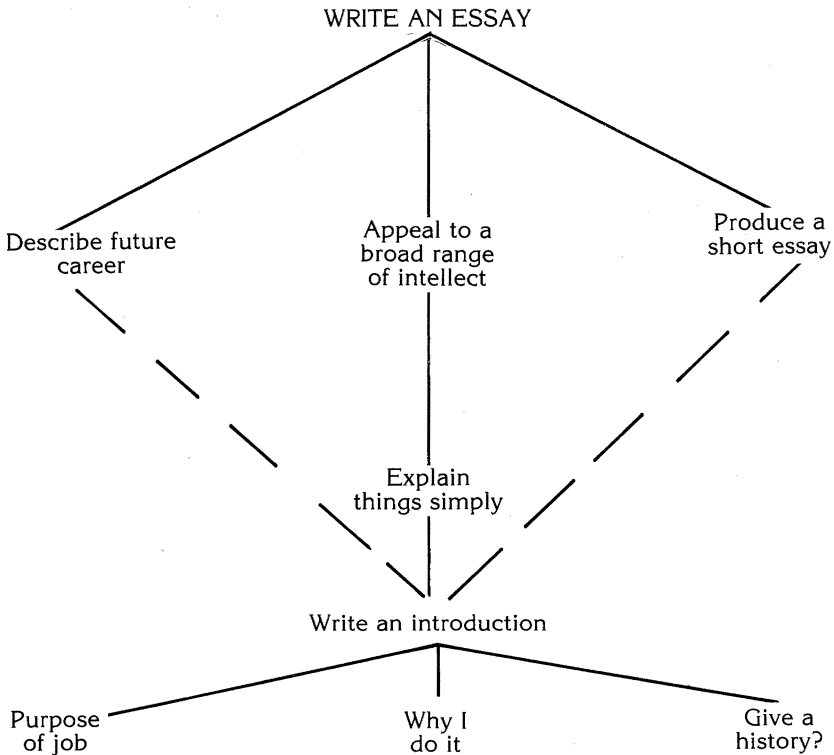 WRITE AN ESSAY
Describe future
career
Appeal to a
broad range
of intellect
Produce a
short essay
Explain
things simply
Write an introduction
Purpose
of job
Why I
do it
Give a
history?